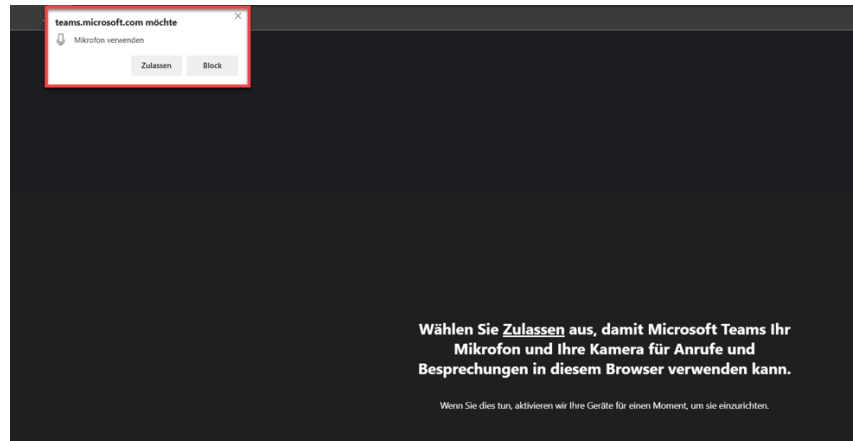 teams.microsoft.com möchte
Mikrofon verwenden
Zulassen Block
Wählen Sie Zulassen aus, damit Microsoft Teams Ihr
Mikrofon und Ihre Kamera für Anrufe und
Besprechungen in diesem Browser verwenden kann.
Wenn Sie dies tun, aktivieren wir Ihre Geräte für einen Moment, um sie einzurichten.